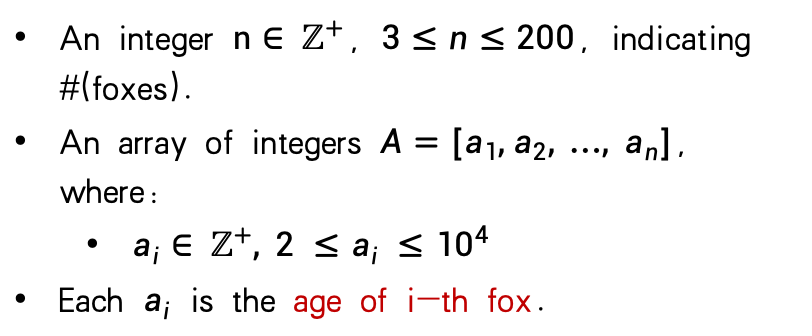 • An integer n ∈ ℤ⁺, 3 ≤ n ≤ 200, indicating
#(foxes).
• An array of integers A = [a₁, a₂, ..., aₙ],
where:
• aᵢ ∈ ℤ⁺, 2 ≤ aᵢ ≤ 10⁴
• Each aᵢ is the age of i-th fox.